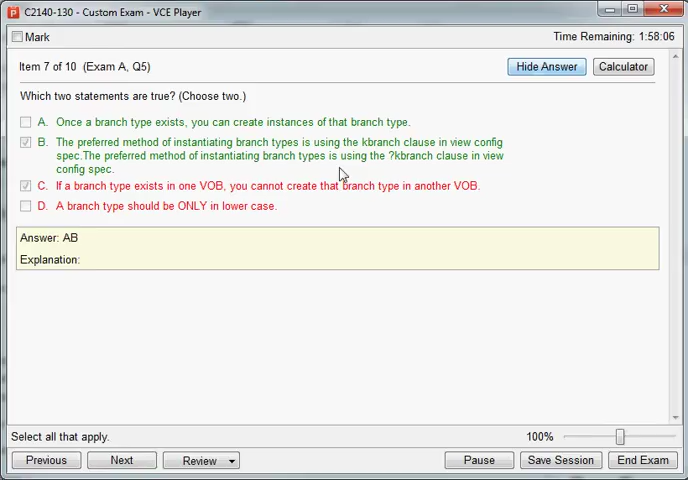 C2140-130 - Custom Exam - VCE Player
Mark
Time Remaining: 1:58:06
Item 7 of 10 (Exam A, Q5)
Hide Answer
Calculator
Which two statements are true? (Choose two.)
A. Once a branch type exists, you can create instances of that branch type.
B. The preferred method of instantiating branch types is using the kbranch clause in view config
spec.The preferred method of instantiating branch types is using the ?kbranch clause in view
config spec.
C. If a branch type exists in one VOB, you cannot create that branch type in another VOB.
D. A branch type should be ONLY in lower case.
Answer: AB
Explanation:
Select all that apply.
100%
Previous
Next
Review
Pause
Save Session
End Exam